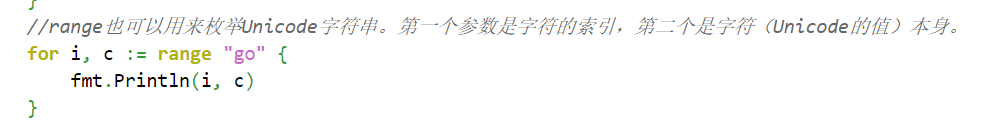 }
//range也可以用来枚举Unicode字符串。第一个参数是字符的索引，第二个是字符（Unicode的值）本身。
for i, c := range "go" {
    fmt.Println(i, c)
}